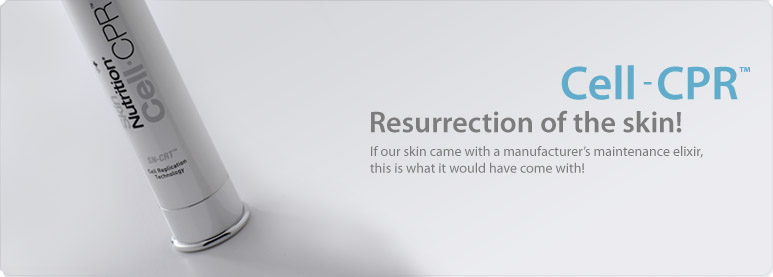 Skin
Nutrition
Cell·CPR™
SN-CRT™
Cell Replication
Technology
Cell - CPR™
Resurrection of the skin!
If our skin came with a manufacturer's maintenance elixir,
this is what it would have come with!